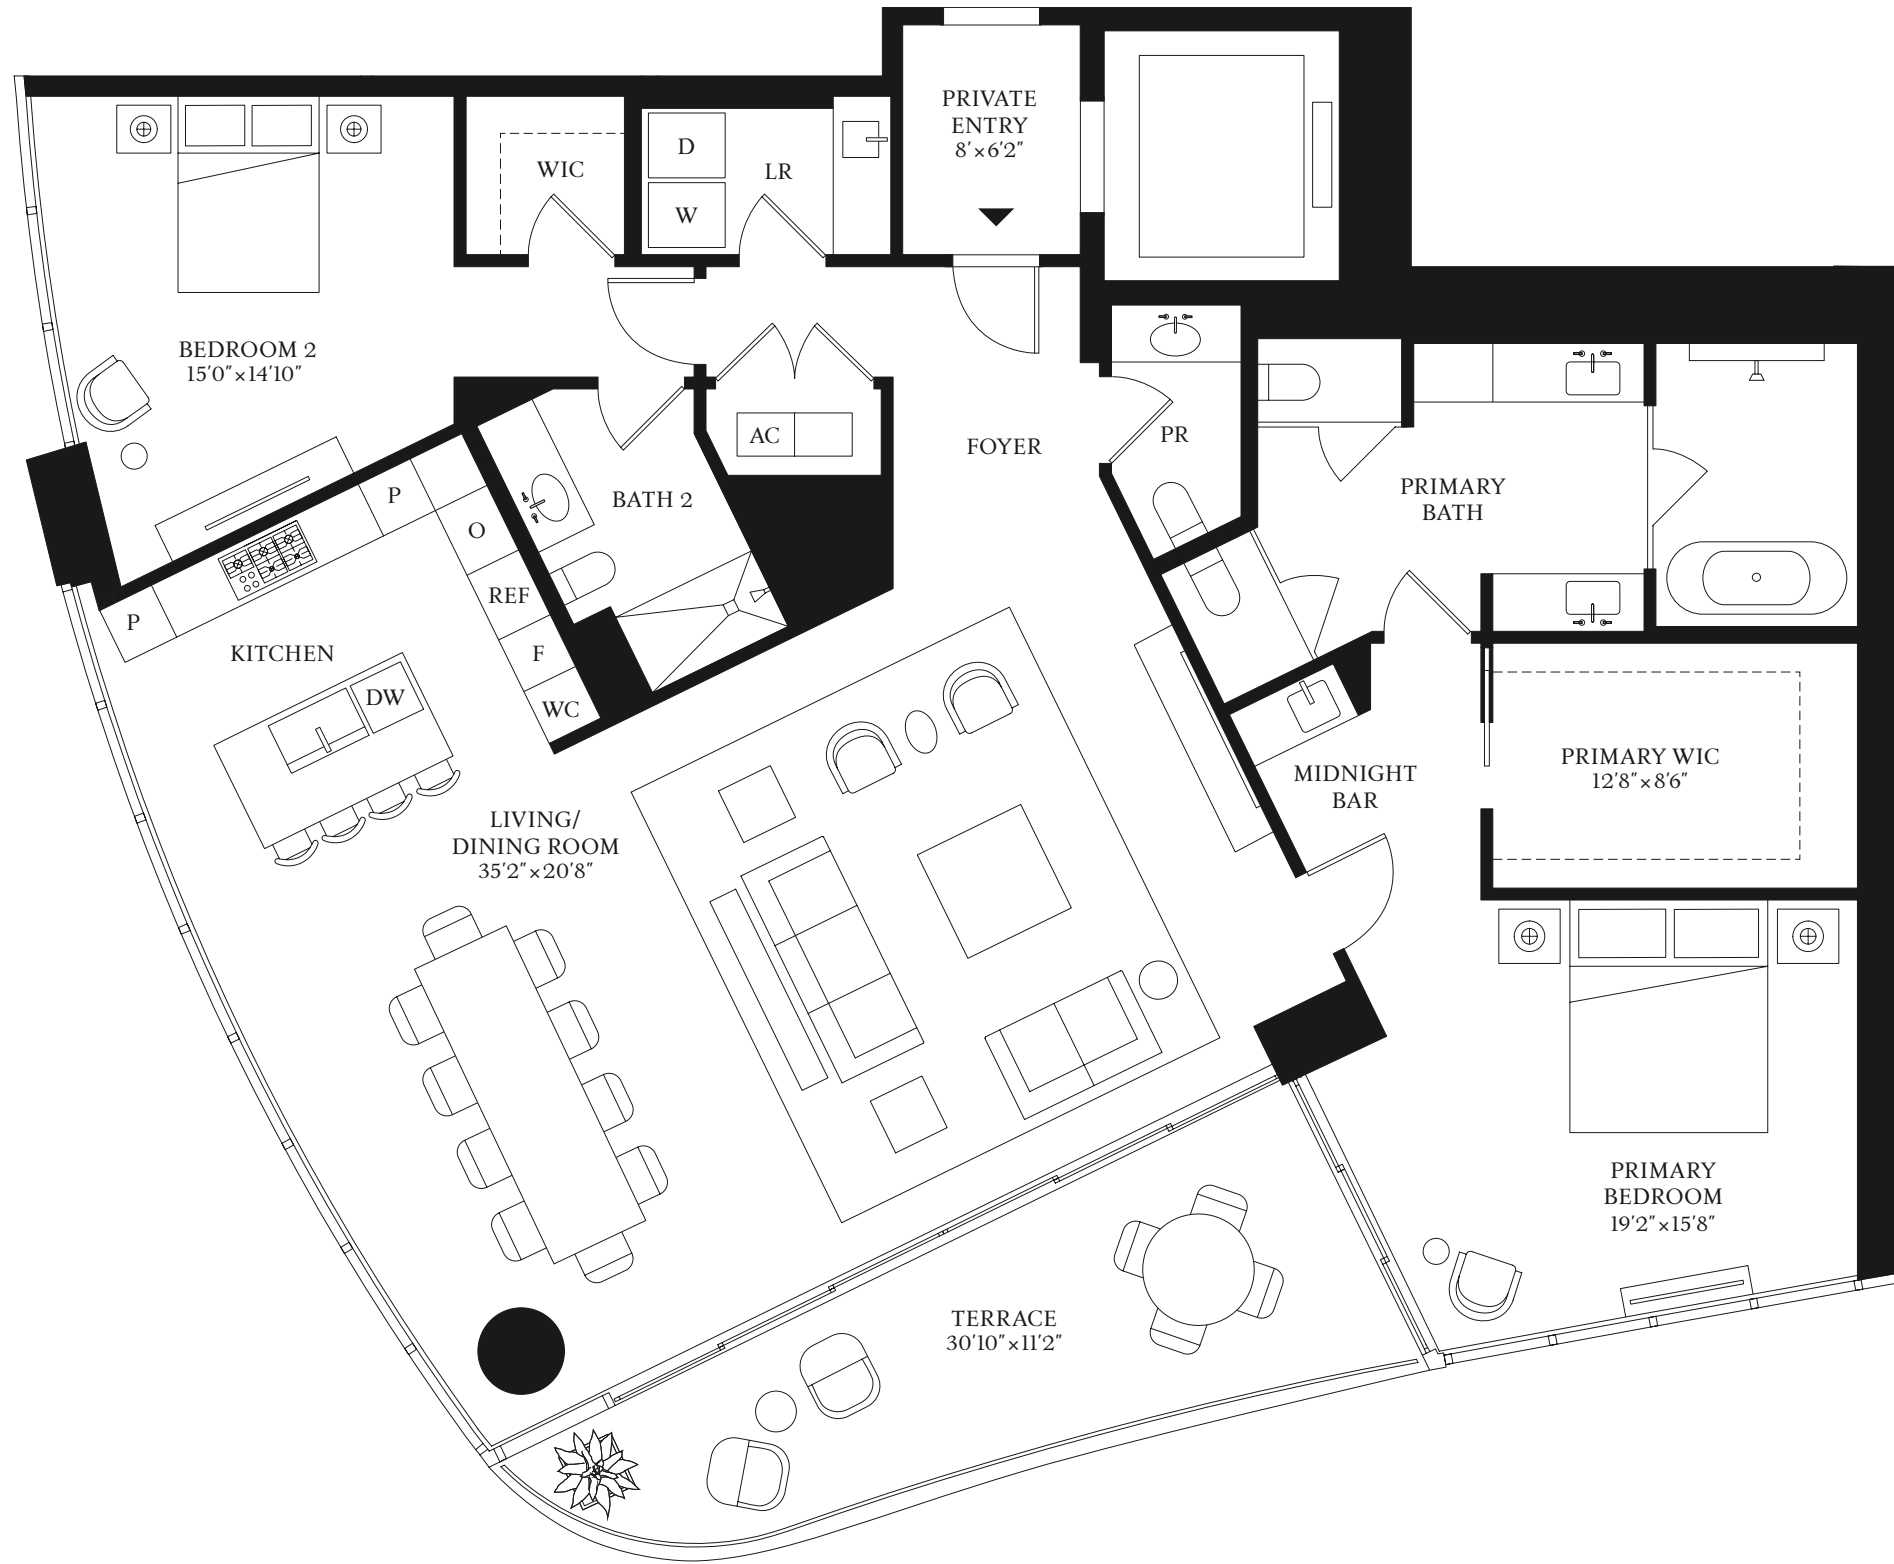 PRIVATE
ENTRY
8'×6'2"
D
WIC
LR
W
BEDROOM 2
15'0"×14'10"
AC
PR
FOYER
P
BATH 2
PRIMARY
BATH
O
REF
P
KITCHEN
F
DW
WC
MIDNIGHT
BAR
PRIMARY WIC
12'8"×8'6"
LIVING/
DINING ROOM
35'2"×20'8"
PRIMARY
BEDROOM
19'2"×15'8"
TERRACE
30'10"×11'2"